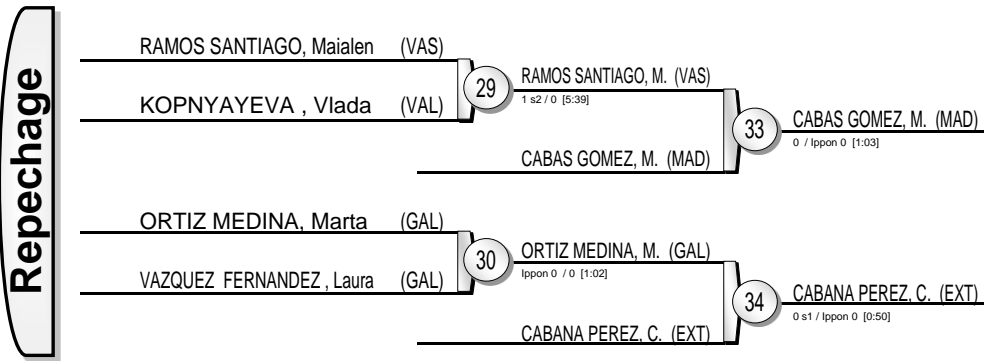 Repechage
RAMOS SANTIAGO, Maialen (VAS)
KOPNYAYEVA , Vlada (VAL)
29
RAMOS SANTIAGO, M. (VAS)
1 s2 / 0 [5:39]
CABAS GOMEZ, M. (MAD)
33
CABAS GOMEZ, M. (MAD)
0 / Ippon 0 [1:03]
ORTIZ MEDINA, Marta (GAL)
VAZQUEZ FERNANDEZ , Laura (GAL)
30
ORTIZ MEDINA, M. (GAL)
Ippon 0 / 0 [1:02]
CABANA PEREZ, C. (EXT)
34
CABANA PEREZ, C. (EXT)
0 s1 / Ippon 0 [0:50]